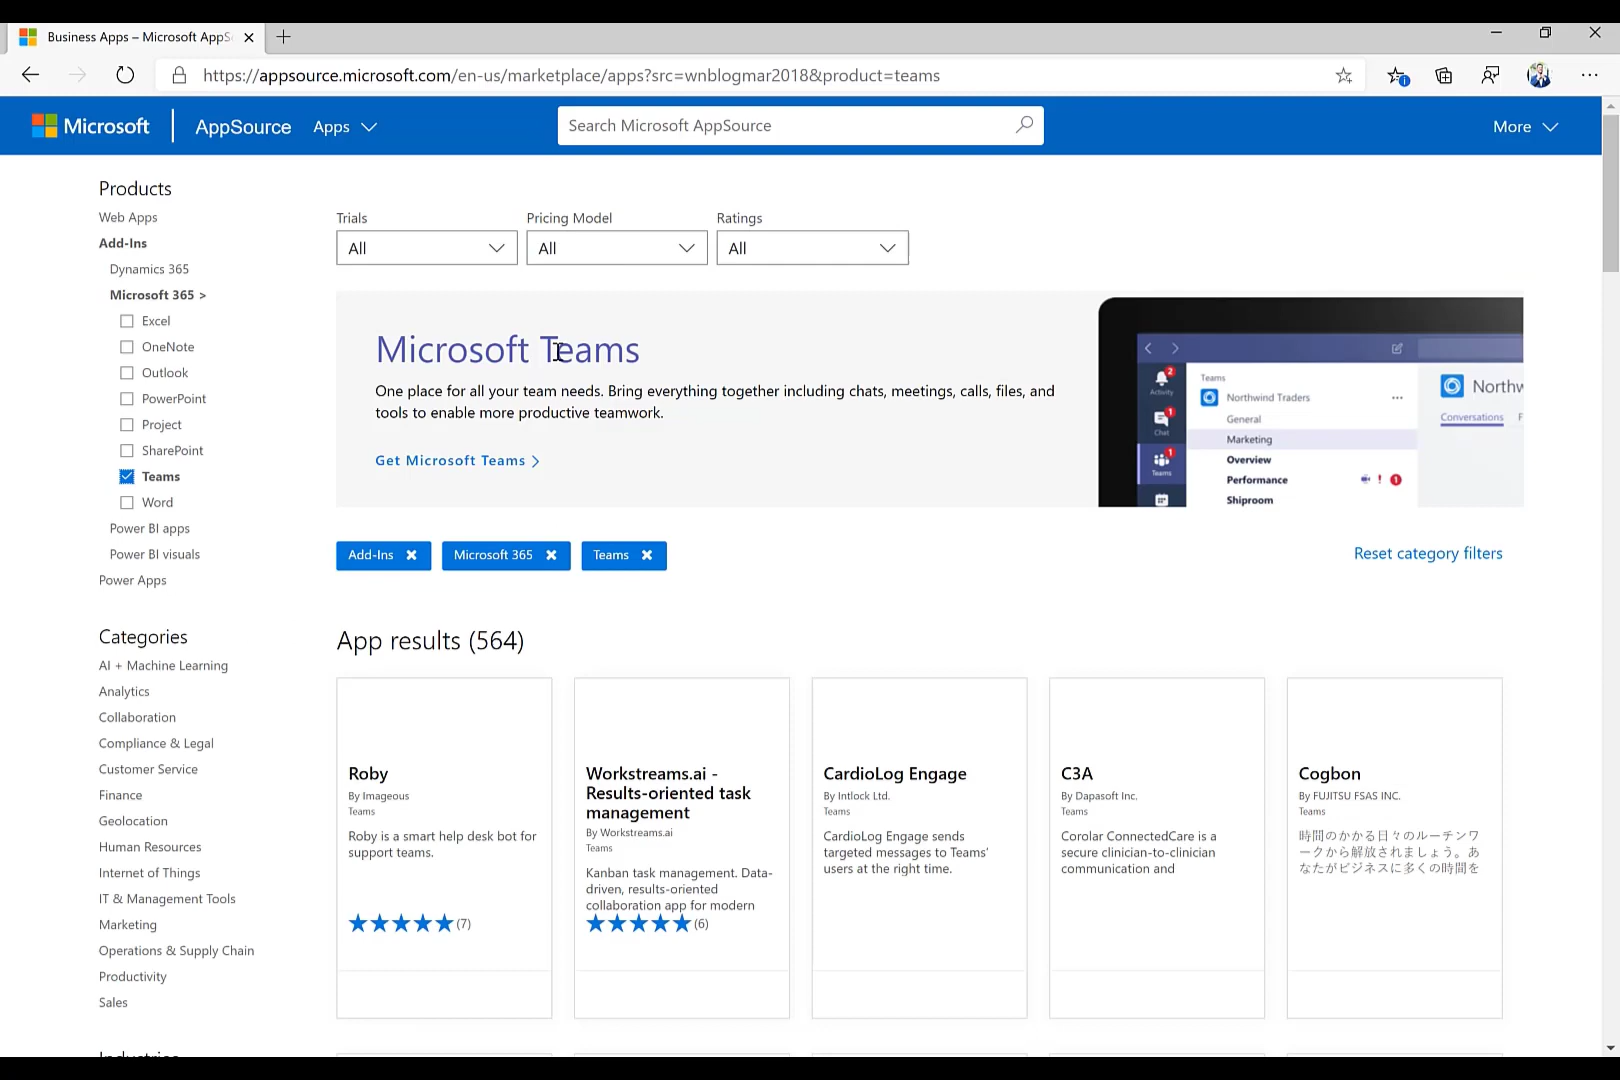 Business Apps – Microsoft AppS
https://appsource.microsoft.com/en-us/marketplace/apps?src=wnblogmar2018&product=teams
Microsoft
AppSource
Apps
Search Microsoft AppSource
More
Products
Web Apps
Add-Ins
Dynamics 365
Microsoft 365 >
Excel
OneNote
Outlook
PowerPoint
Project
SharePoint
Teams
Word
Power BI apps
Power BI visuals
Power Apps
Categories
AI + Machine Learning
Analytics
Collaboration
Compliance & Legal
Customer Service
Finance
Geolocation
Human Resources
Internet of Things
IT & Management Tools
Marketing
Operations & Supply Chain
Productivity
Sales
Trials
Pricing Model
Ratings
All
All
All
Microsoft Teams
One place for all your team needs. Bring everything together including chats, meetings, calls, files, and
tools to enable more productive teamwork.
Get Microsoft Teams
Activity
Chat
Teams
Teams
Northwind Traders
General
Marketing
Overview
Performance
Shiproom
Northw
Conversations
F
Add-Ins
Microsoft 365
Teams
Reset category filters
App results (564)
Roby
By Imageous
Teams
Roby is a smart help desk bot for
support teams.
(7)
Workstreams.ai -
Results-oriented task
management
By Workstreams.ai
Teams
Kanban task management. Data-
driven, results-oriented
collaboration app for modern
(6)
CardioLog Engage
By Intlock Ltd.
Teams
CardioLog Engage sends
targeted messages to Teams'
users at the right time.
C3A
By Dapasoft Inc.
Teams
Corolar ConnectedCare is a
secure clinician-to-clinician
communication and
Cogbon
By FUJITSU FSAS INC.
Teams
時間のかかる日々のルーチンワ
ークから解放されましょう。あ
なたがビジネスに多くの時間を